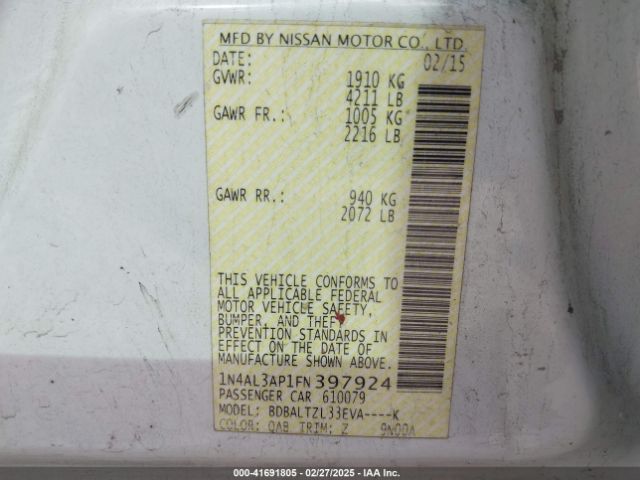 MFD BY NISSAN MOTOR CO., LTD.
DATE: 02/15
GVWR: 1910 KG
4211 LB
GAWR FR.: 1005 KG
2216 LB
GAWR RR.: 940 KG
2072 LB
THIS VEHICLE CONFORMS TO
ALL APPLICABLE FEDERAL
MOTOR VEHICLE SAFETY,
BUMPER, AND THEFT
PREVENTION STANDARDS IN
EFFECT ON THE DATE OF
MANUFACTURE SHOWN ABOVE.
1N4AL3AP1FN397924
PASSENGER CAR 610079
MODEL: BDBALTZL33EVA----K
COLOR: QAB TRIM: Z
000-41691805 - 02/27/2025 - IAA Inc.